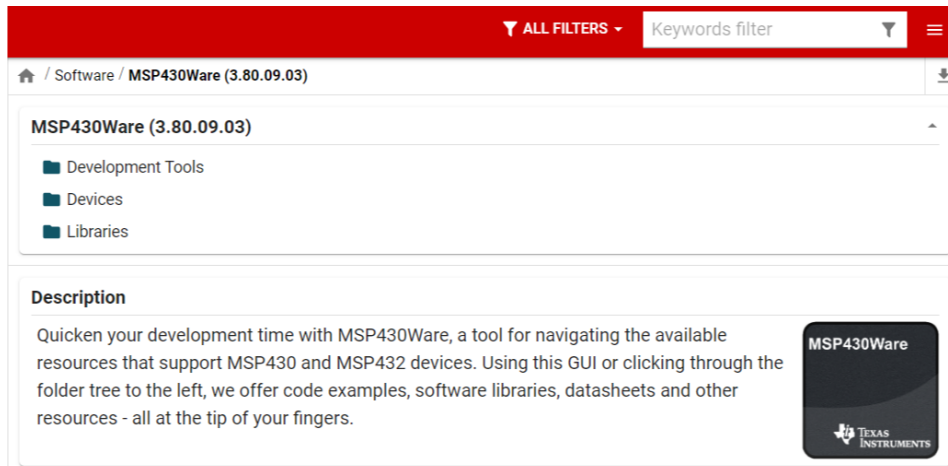 ALL FILTERS
Keywords filter
/ Software / MSP430Ware (3.80.09.03)
MSP430Ware (3.80.09.03)
Development Tools
Devices
Libraries
Description
Quicken your development time with MSP430Ware, a tool for navigating the available
resources that support MSP430 and MSP432 devices. Using this GUI or clicking through the
folder tree to the left, we offer code examples, software libraries, datasheets and other
resources - all at the tip of your fingers.
MSP430Ware
TEXAS
INSTRUMENTS